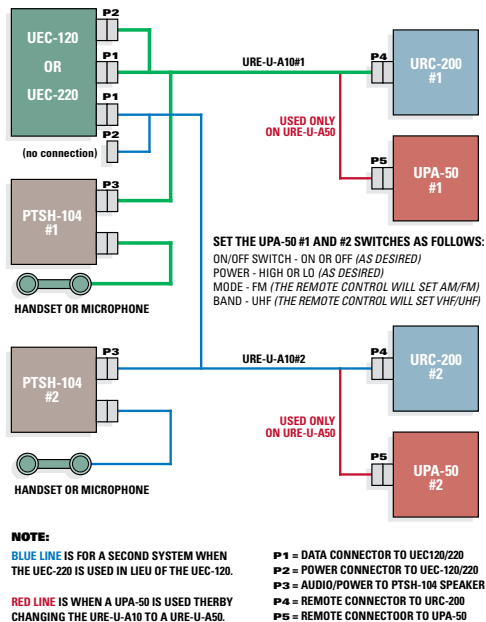 P2
UEC-120
OR
UEC-220
P1
P1
P2
(no connection)
URE-U-A10#1
P4
URC-200
#1
USED ONLY
ON URE-U-A50
P5
UPA-50
#1
P3
PTSH-104
#1
HANDSET OR MICROPHONE
SET THE UPA-50 #1 AND #2 SWITCHES AS FOLLOWS:
ON/OFF SWITCH - ON OR OFF (AS DESIRED)
POWER - HIGH OR LO (AS DESIRED)
MODE - FM (THE REMOTE CONTROL WILL SET AM/FM)
BAND - UHF (THE REMOTE CONTROL WILL SET VHF/UHF)
P3
PTSH-104
#2
URE-U-A10#2
P4
URC-200
#2
USED ONLY
ON URE-U-A50
P5
UPA-50
#2
HANDSET OR MICROPHONE
NOTE:
BLUE LINE IS FOR A SECOND SYSTEM WHEN
THE UEC-220 IS USED IN LIEU OF THE UEC-120.
RED LINE IS WHEN A UPA-50 IS USED THERBY
CHANGING THE URE-U-A10 TO A URE-U-A50.
P1 = DATA CONNECTOR TO UEC120/220
P2 = POWER CONNECTOR TO UEC-120/220
P3 = AUDIO/POWER TO PTSH-104 SPEAKER
P4 = REMOTE CONNECTOR TO URC-200
P5 = REMOTE CONNECTOOR TO UPA-50